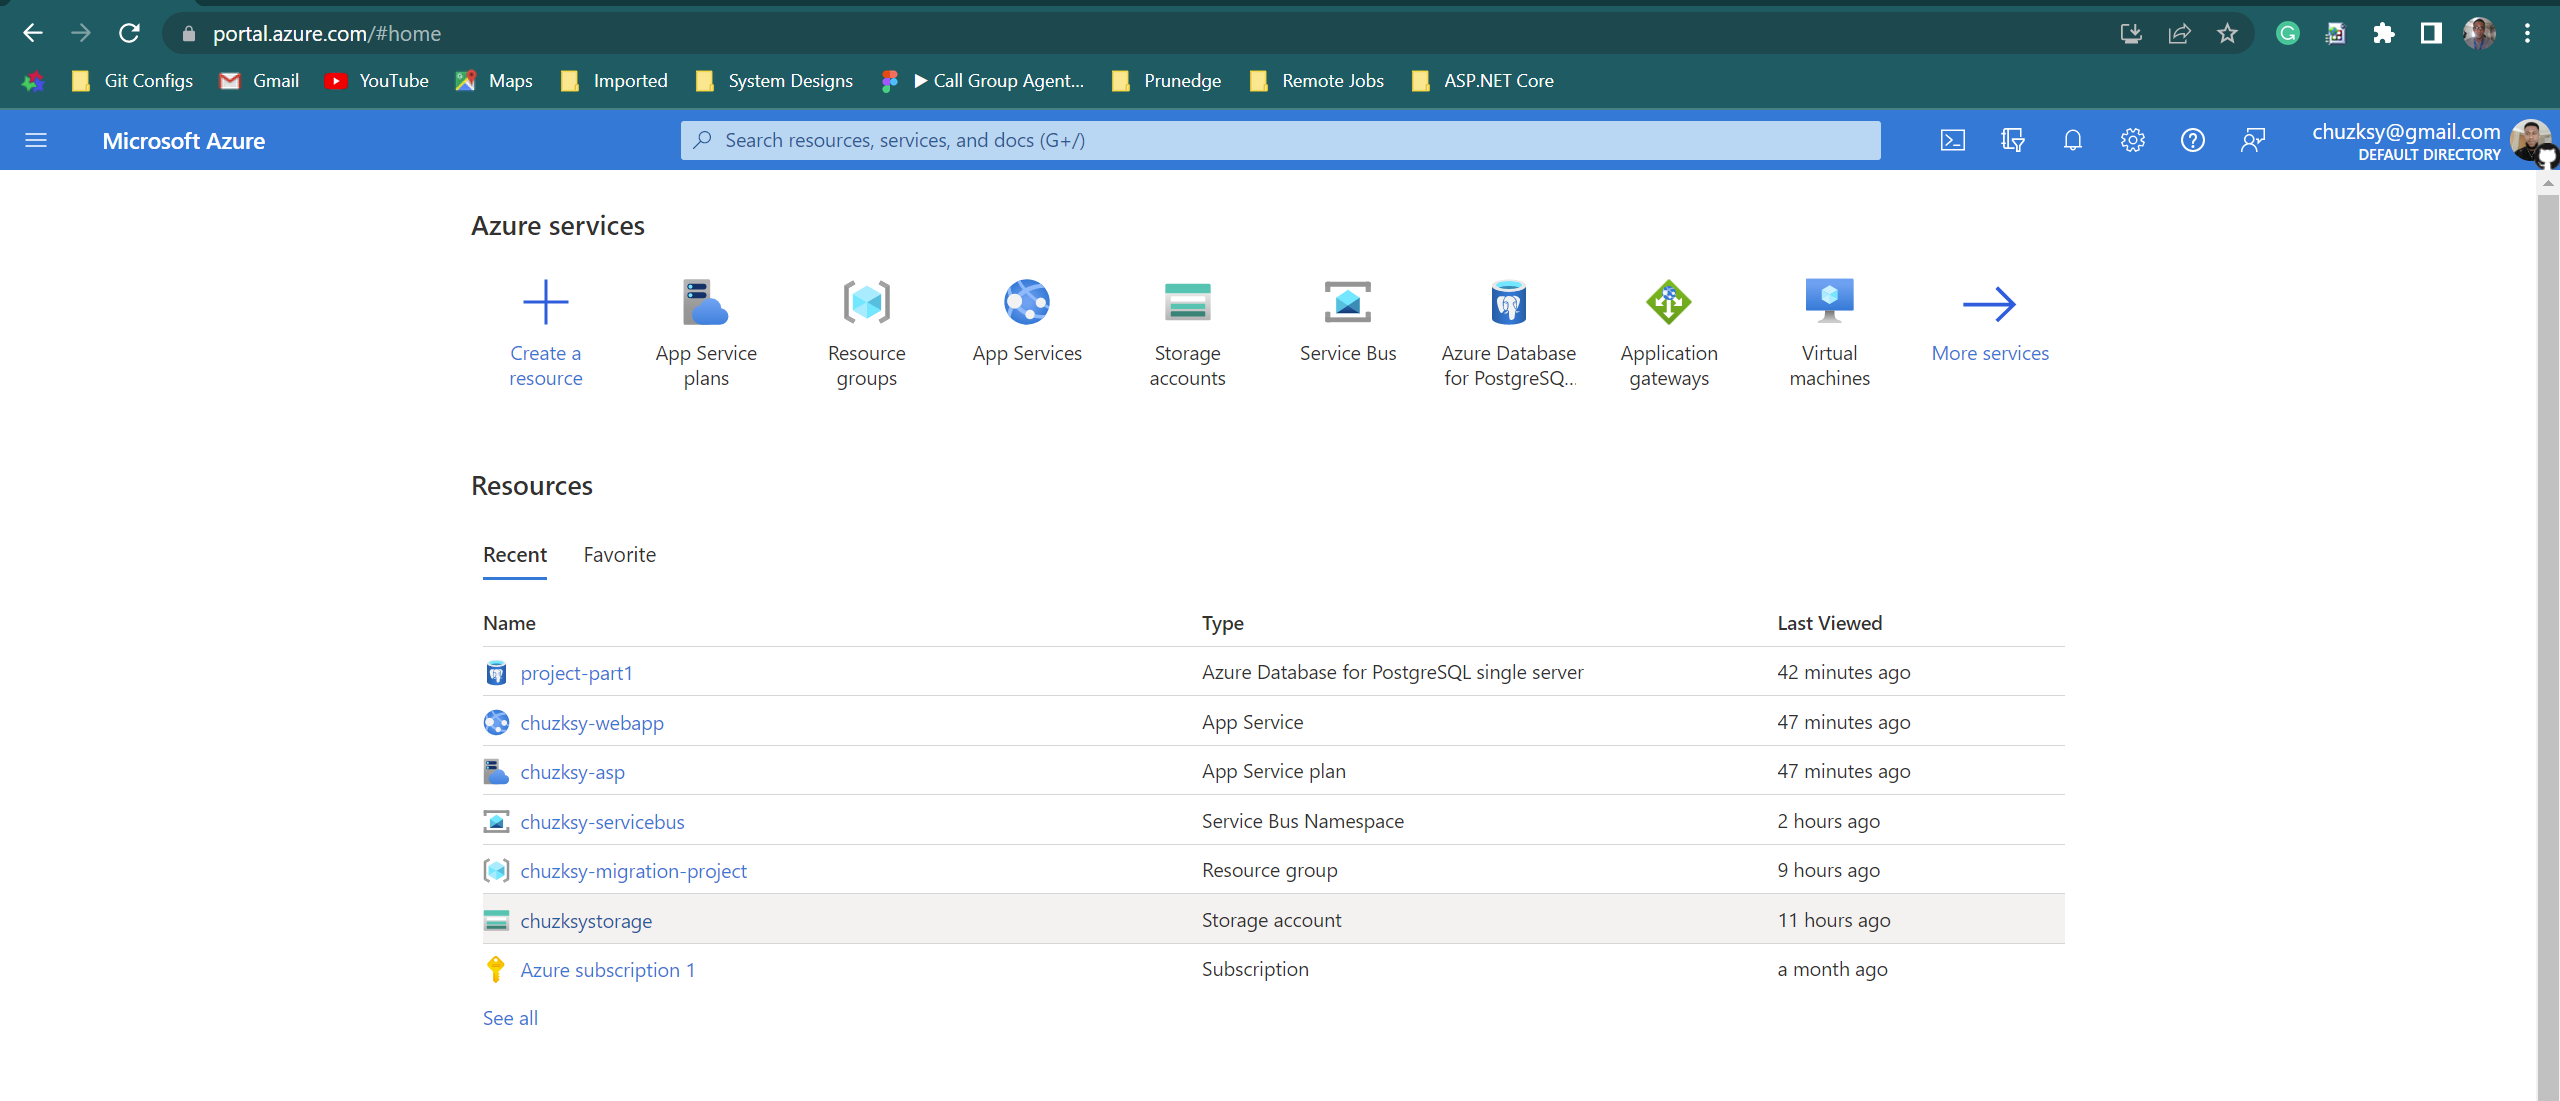 portal.azure.com/#home
Git Configs
Gmail
YouTube
Maps
Imported
System Designs
▶ Call Group Agent...
Prunedge
Remote Jobs
ASP.NET Core
Microsoft Azure
Search resources, services, and docs (G+/)
chuzksy@gmail.com
DEFAULT DIRECTORY
Azure services
Create a
resource
App Service
plans
Resource
groups
App Services
Storage
accounts
Service Bus
Azure Database
for PostgreSQ...
Application
gateways
Virtual
machines
More services
Resources
Recent
Favorite
Name Type Last Viewed
project-part1 Azure Database for PostgreSQL single server 42 minutes ago
chuzksy-webapp App Service 47 minutes ago
chuzksy-asp App Service plan 47 minutes ago
chuzksy-servicebus Service Bus Namespace 2 hours ago
chuzksy-migration-project Resource group 9 hours ago
chuzksystorage Storage account 11 hours ago
Azure subscription 1 Subscription a month ago
See all